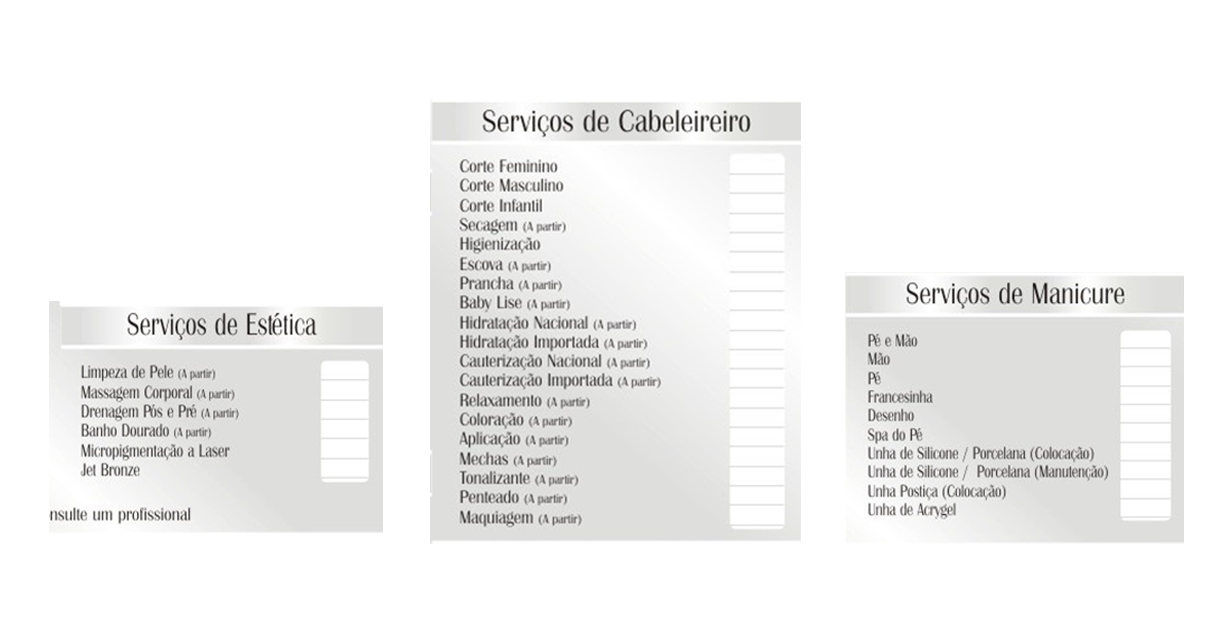 Serviços de Estética
Limpeza de Pele (A partir)
Massagem Corporal (A partir)
Drenagem Pós e Pré (A partir)
Banho Dourado (A partir)
Micropigmentação a Laser
Jet Bronze
nsulte um profissional
Serviços de Cabeleireiro
Corte Feminino
Corte Masculino
Corte Infantil
Secagem (A partir)
Higienização
Escova (A partir)
Prancha (A partir)
Baby Lise (A partir)
Hidratação Nacional (A partir)
Hidratação Importada (A partir)
Cauterização Nacional (A partir)
Cauterização Importada (A partir)
Relaxamento (A partir)
Coloração (A partir)
Aplicação (A partir)
Mechas (A partir)
Tonalizante (A partir)
Penteado (A partir)
Maquiagem (A partir)
Serviços de Manicure
Pé e Mão
Mão
Pé
Francesinha
Desenho
Spa do Pé
Unha de Silicone / Porcelana (Colocação)
Unha de Silicone / Porcelana (Manutenção)
Unha Postiça (Colocação)
Unha de Acrygel